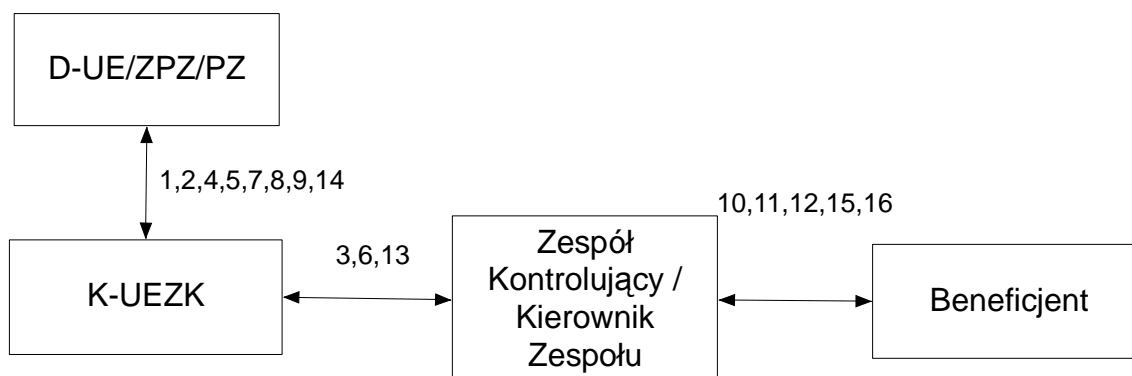 D-UE/ZPZ/PZ
1,2,4,5,7,8,9,14
K-UEZK
3,6,13
Zespół
Kontrolujący /
Kierownik
Zespołu
10,11,12,15,16
Beneficjent